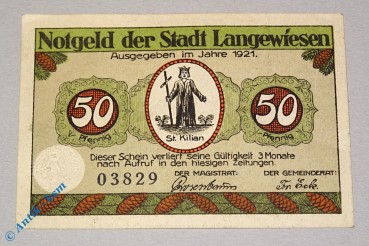 Notgeld der Stadt Langewiesen
Ausgegeben im Jahre 1921.
50 50
Pfennig Pfennig
St. Kilian
Dieser Schein verliert seine Gültigkeit 3 Monate
nach Aufruf in den hiesigen Zeitungen.
DER MAGISTRAT: DER GEMEINDERAT:
03829